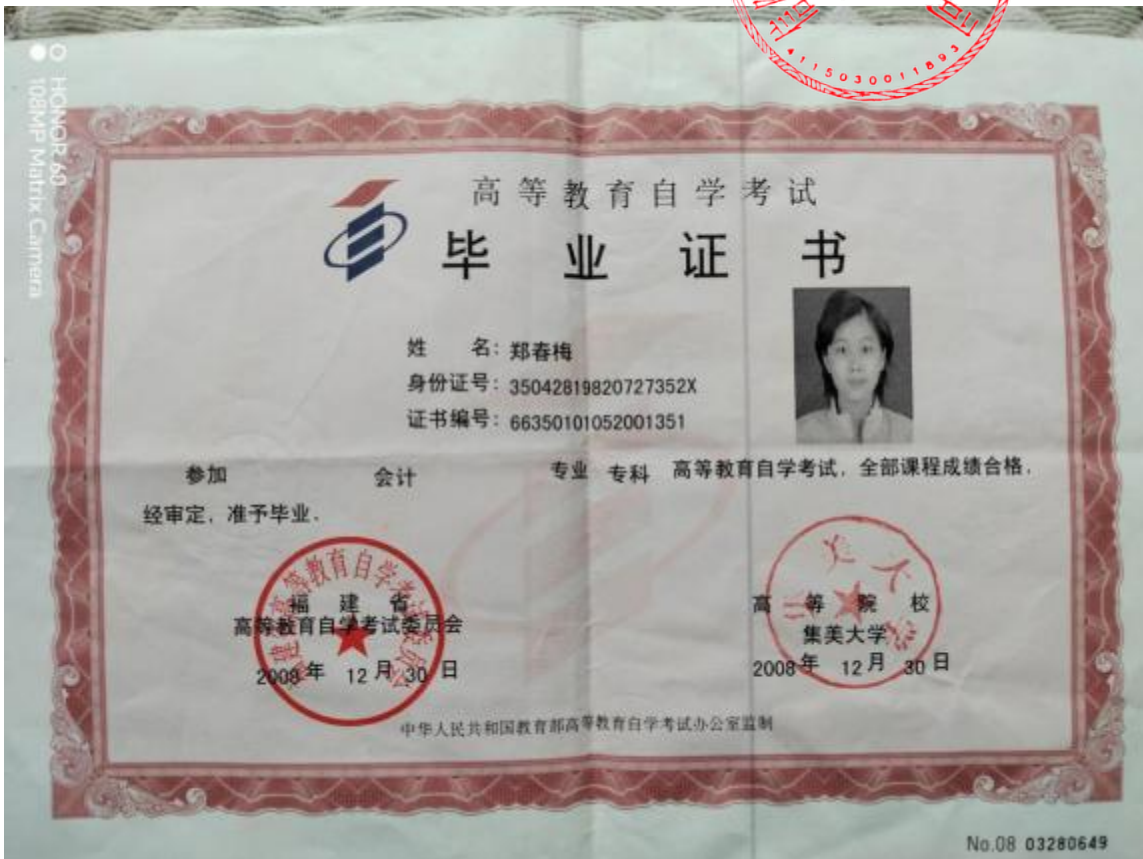 4115030011893
HONOR 60
108MP Matrix Camera
高等教育自学考试
毕业证书
姓 名：郑春梅
身份证号：35042819820727352X
证书编号：66350101052001351
参加 会计 专业 专科 高等教育自学考试，全部课程成绩合格，
经审定，准予毕业．
福建省
高等教育自学考试委员会
2008年 12月 30日
高等院校
集美大学
2008年 12月 30日
中华人民共和国教育部高等教育自学考试办公室监制
No.08 03280649